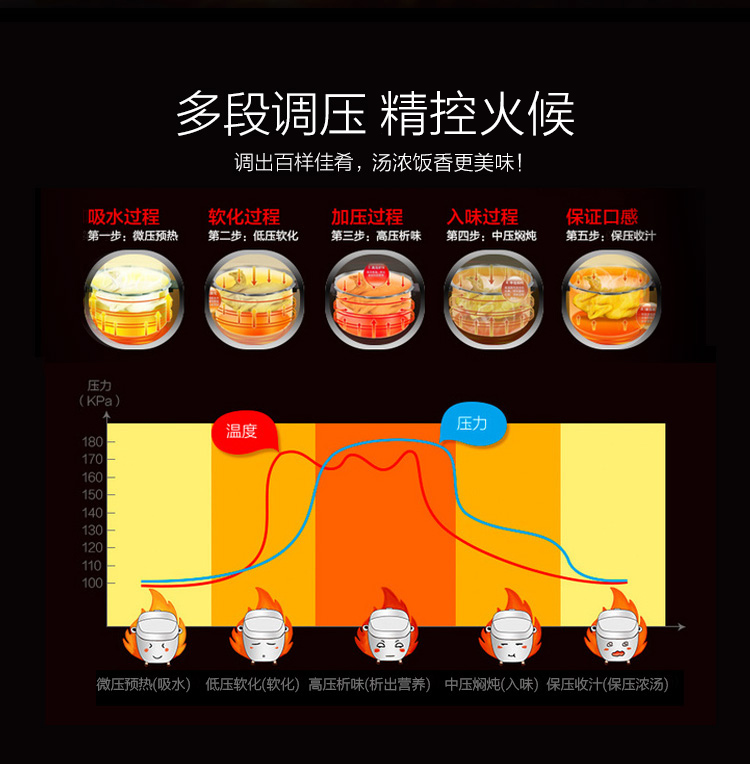 多段调压 精控火候
调出百样佳肴，汤浓饭香更美味！
吸水过程 软化过程 加压过程 入味过程 保证口感
第一步：微压预热 第二步：低压软化 第三步：高压析味 第四步：中压焖炖 第五步：保压收汁
压力
（KPa）
温度
压力
180
170
160
150
140
130
120
110
100
微压预热(吸水) 低压软化(软化) 高压析味(析出营养) 中压焖炖(入味) 保压收汁(保压浓汤)